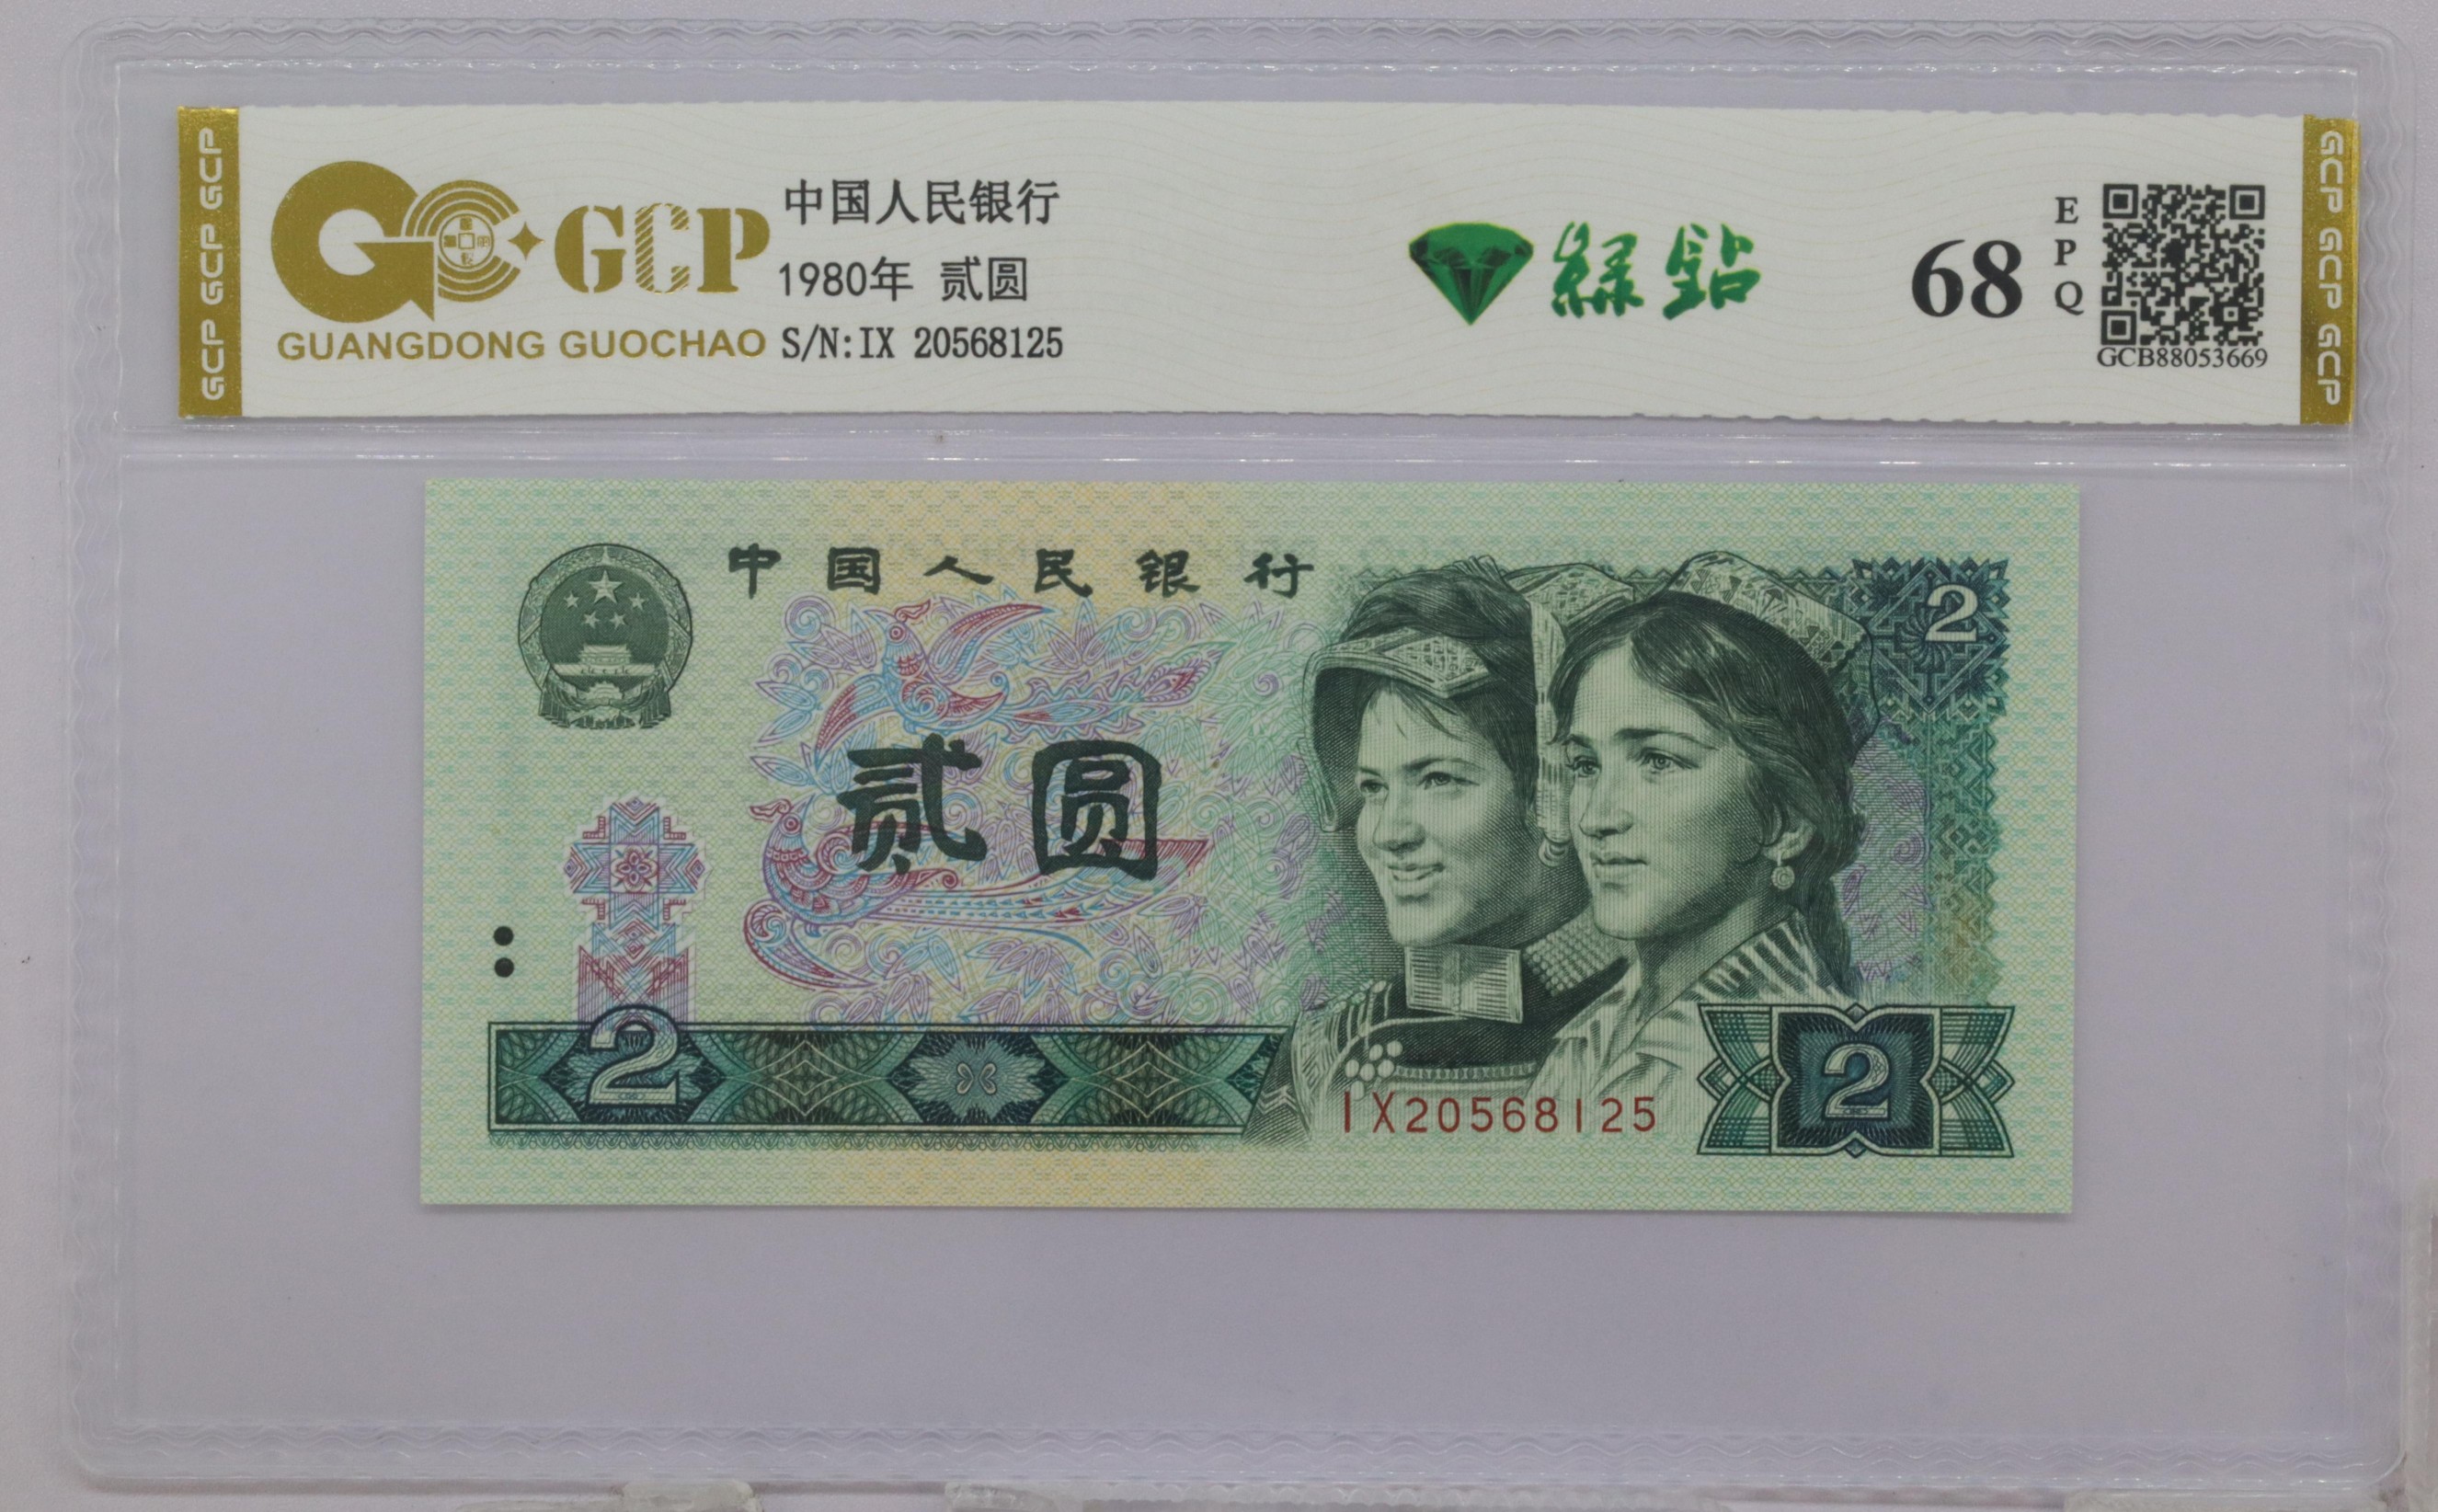 GCP GCP GCP
GCP
GUANGDONG GUOCHAO
中国人民银行
1980年 贰圆
S/N:IX 20568125
綠鉆
68
EPQ
GCB88053669
GCP GCP GCP
中国人民银行
2
贰圆
2
IX20568125
2